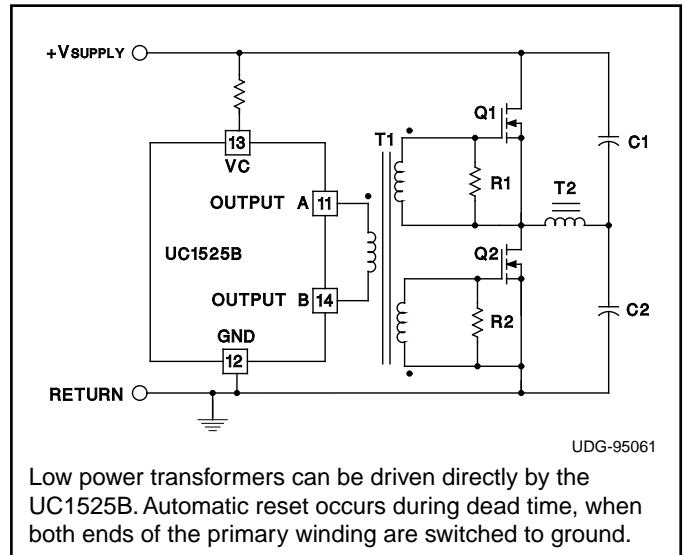 +VSUPPLY
Q1
C1
T1
13
VC
R1
T2
OUTPUT A 11
UC1525B
Q2
OUTPUT B 14
C2
GND
R2
12
RETURN
UDG-95061
Low power transformers can be driven directly by the
UC1525B. Automatic reset occurs during dead time, when
both ends of the primary winding are switched to ground.